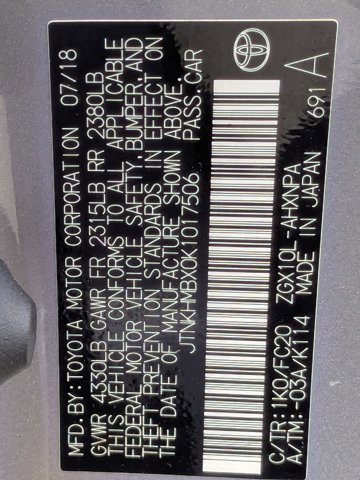 MFD. BY: TOYOTA MOTOR CORPORATION 07/18
GVWR 4330LB GAWR FR 2315LB RR 2380LB
THIS VEHICLE CONFORMS TO ALL APPLICABLE
FEDERAL MOTOR VEHICLE SAFETY, BUMPER, AND
THEFT PREVENTION STANDARDS IN EFFECT ON
THE DATE OF MANUFACTURE SHOWN ABOVE.
JTNKHMBX0K1017506 PASS. CAR
C/TR: 1K0/FC20 ZGX10L-AHXNPA
A/TM: -03A/K114 MADE IN JAPAN 691 A